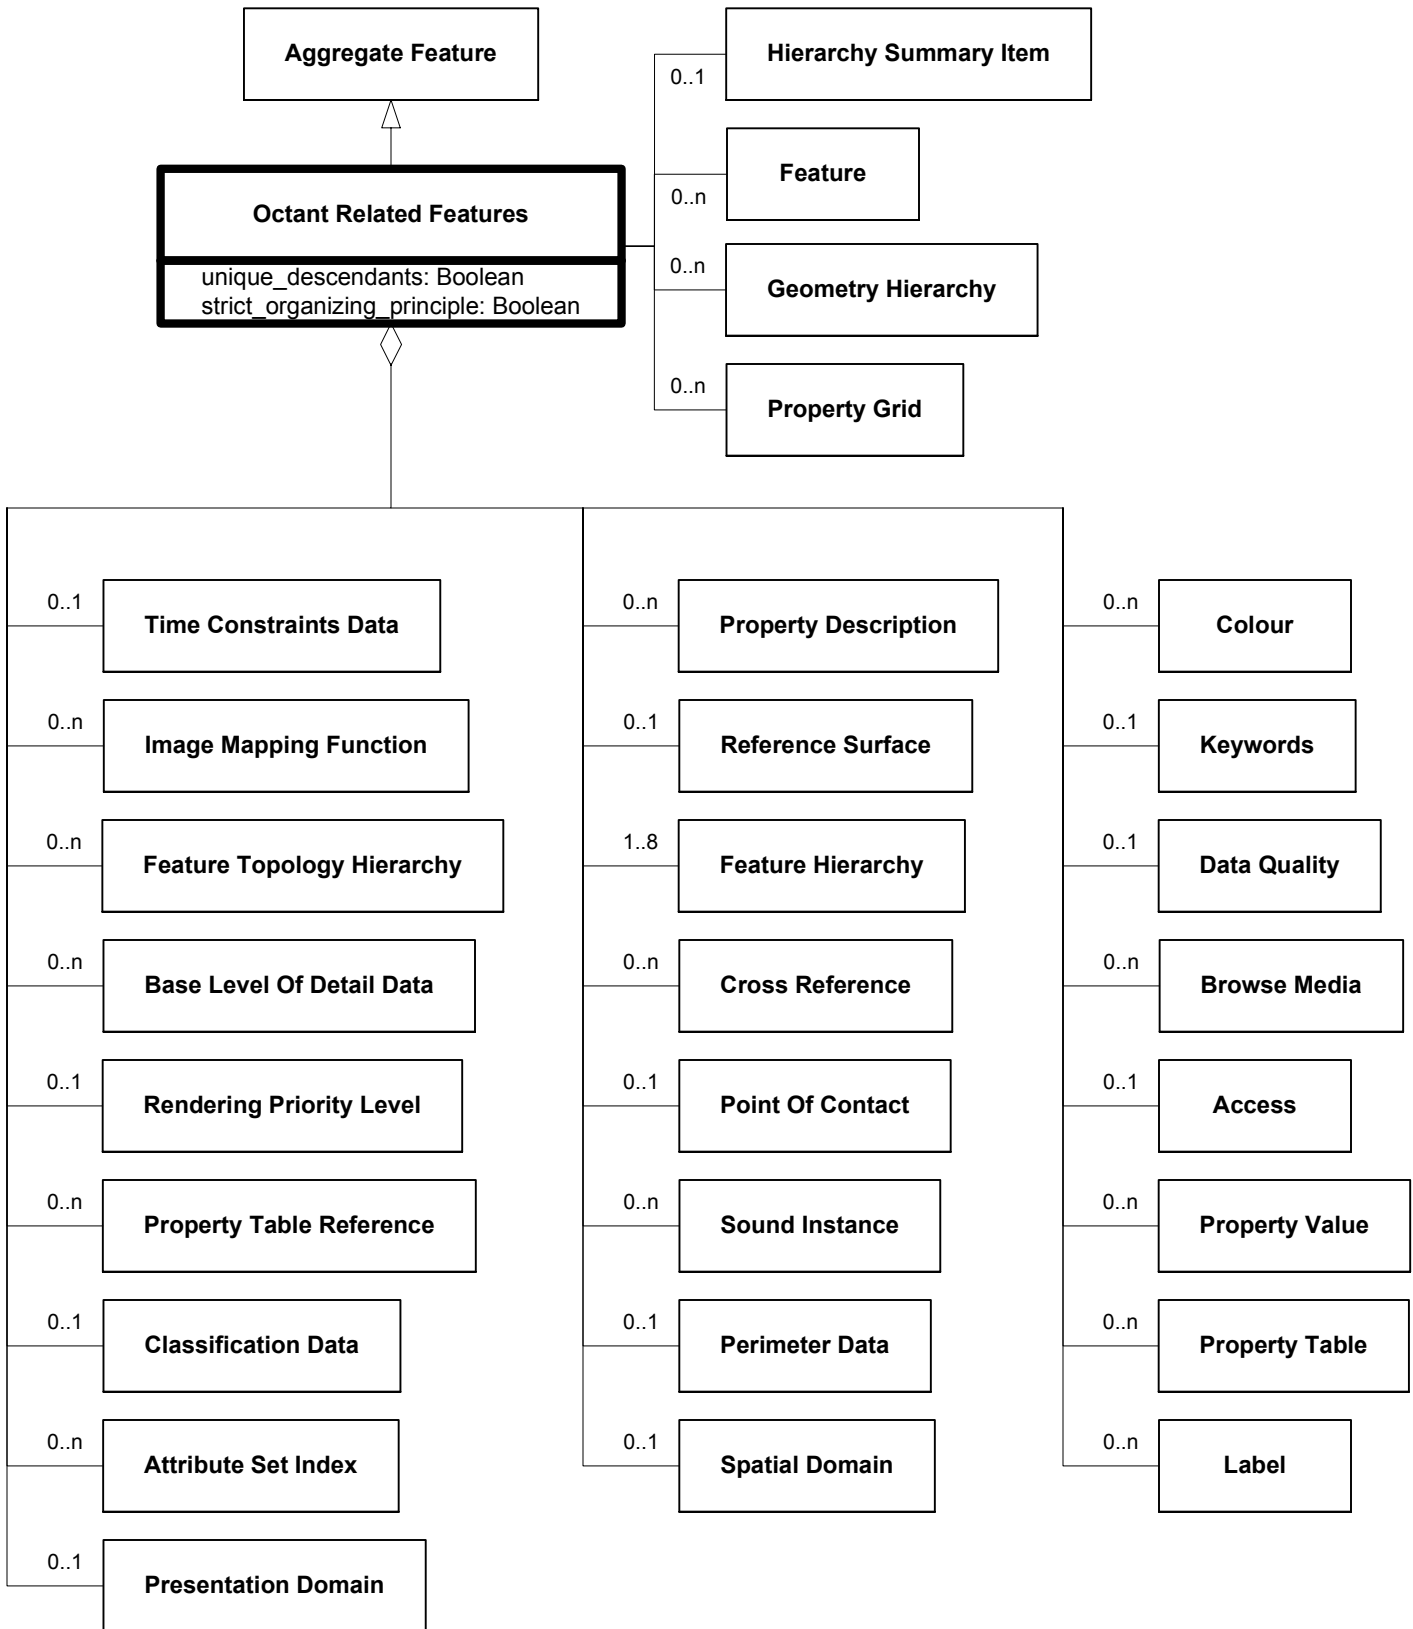 Aggregate Feature
Hierarchy Summary Item
0..1
Feature
0..n
Octant Related Features
unique_descendants: Boolean
strict_organizing_principle: Boolean
0..n
Geometry Hierarchy
0..n
Property Grid
0..1
Time Constraints Data
0..n
Image Mapping Function
0..n
Feature Topology Hierarchy
0..n
Base Level Of Detail Data
0..1
Rendering Priority Level
0..n
Property Table Reference
0..1
Classification Data
0..n
Attribute Set Index
0..1
Presentation Domain
0..n
Property Description
0..1
Reference Surface
1..8
Feature Hierarchy
0..n
Cross Reference
0..1
Point Of Contact
0..n
Sound Instance
0..1
Perimeter Data
0..1
Spatial Domain
0..n
Colour
0..1
Keywords
0..1
Data Quality
0..n
Browse Media
0..1
Access
0..n
Property Value
0..n
Property Table
0..n
Label